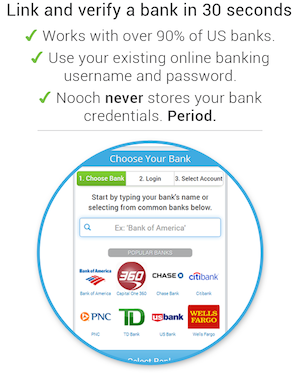 Link and verify a bank in 30 seconds
✓ Works with over 90% of US banks.
✓ Use your existing online banking
username and password.
✓ Nooch never stores your bank
credentials. Period.
Choose Your Bank
1. Choose Bank 2. Login 3. Select Account
Start by typing your bank's name or
selecting from common banks below.
Ex: 'Bank of America'
POPULAR BANKS
Bank of America 360 CHASE citibank
Bank of America Capital One 360 Chase Bank Citibank
PNC TD usbank WELLS
FARGO
PNC TD Bank US Bank Wells Fargo
Select Bank